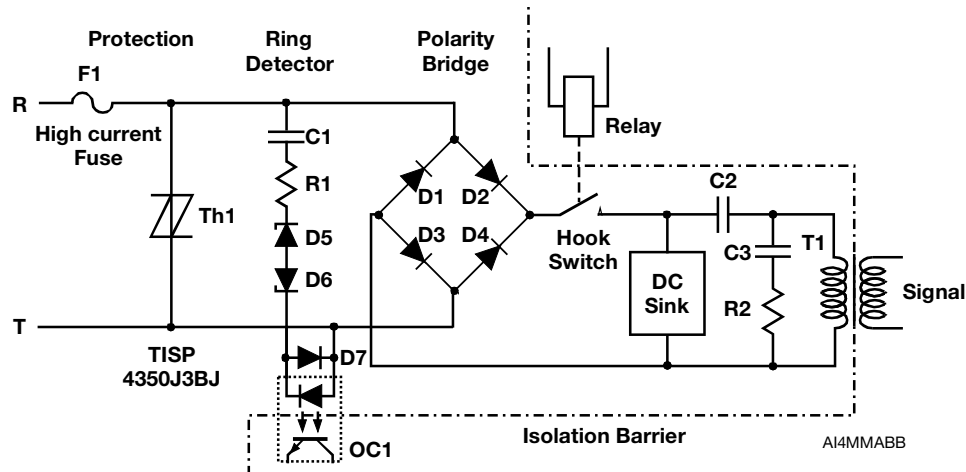 Protection
Ring
Detector
Polarity
Bridge
F1
R
High current
Fuse
C1
R1
Relay
Th1
D1
D2
D3
D4
D5
D6
Hook
Switch
C2
C3
T1
DC
Sink
R2
Signal
T
TISP
4350J3BJ
D7
OC1
Isolation Barrier
AI4MMABB